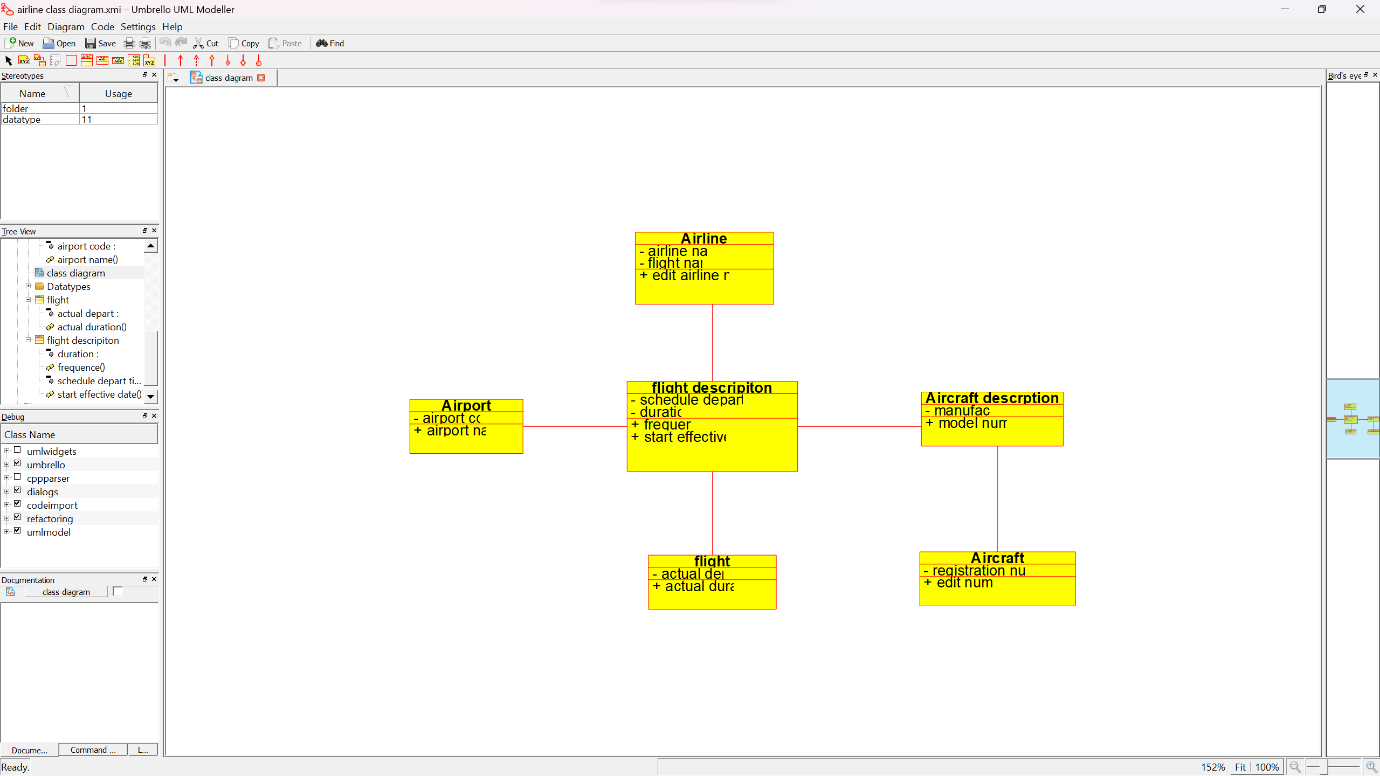 airline class diagram.xmi – Umbrello UML Modeller
File Edit Diagram Code Settings Help
New Open Save Cut Copy Paste Find
Stereotypes
class diagram
Bird's eye
Name Usage
folder 1
datatype 11
Tree View
airport code :
airport name()
class diagram
Datatypes
flight
actual depart :
actual duration()
flight descripiton
duration :
frequence()
schedule depart ti...
start effective date()
Debug
Class Name
umlwidgets
umbrello
cppparser
dialogs
codeimport
refactoring
umlmodel
Documentation
class diagram
Docume... Command ... L...
Airline
- airline na
- flight nar
+ edit airline r
flight descripiton
- schedule depart
- duratic
+ frequer
+ start effective
Airport
- airport cc
+ airport na
Aircraft descrption
- manufac
+ model num
flight
- actual der
+ actual dura
Aircraft
- registration nu
+ edit num
Ready.
152% Fit 100%